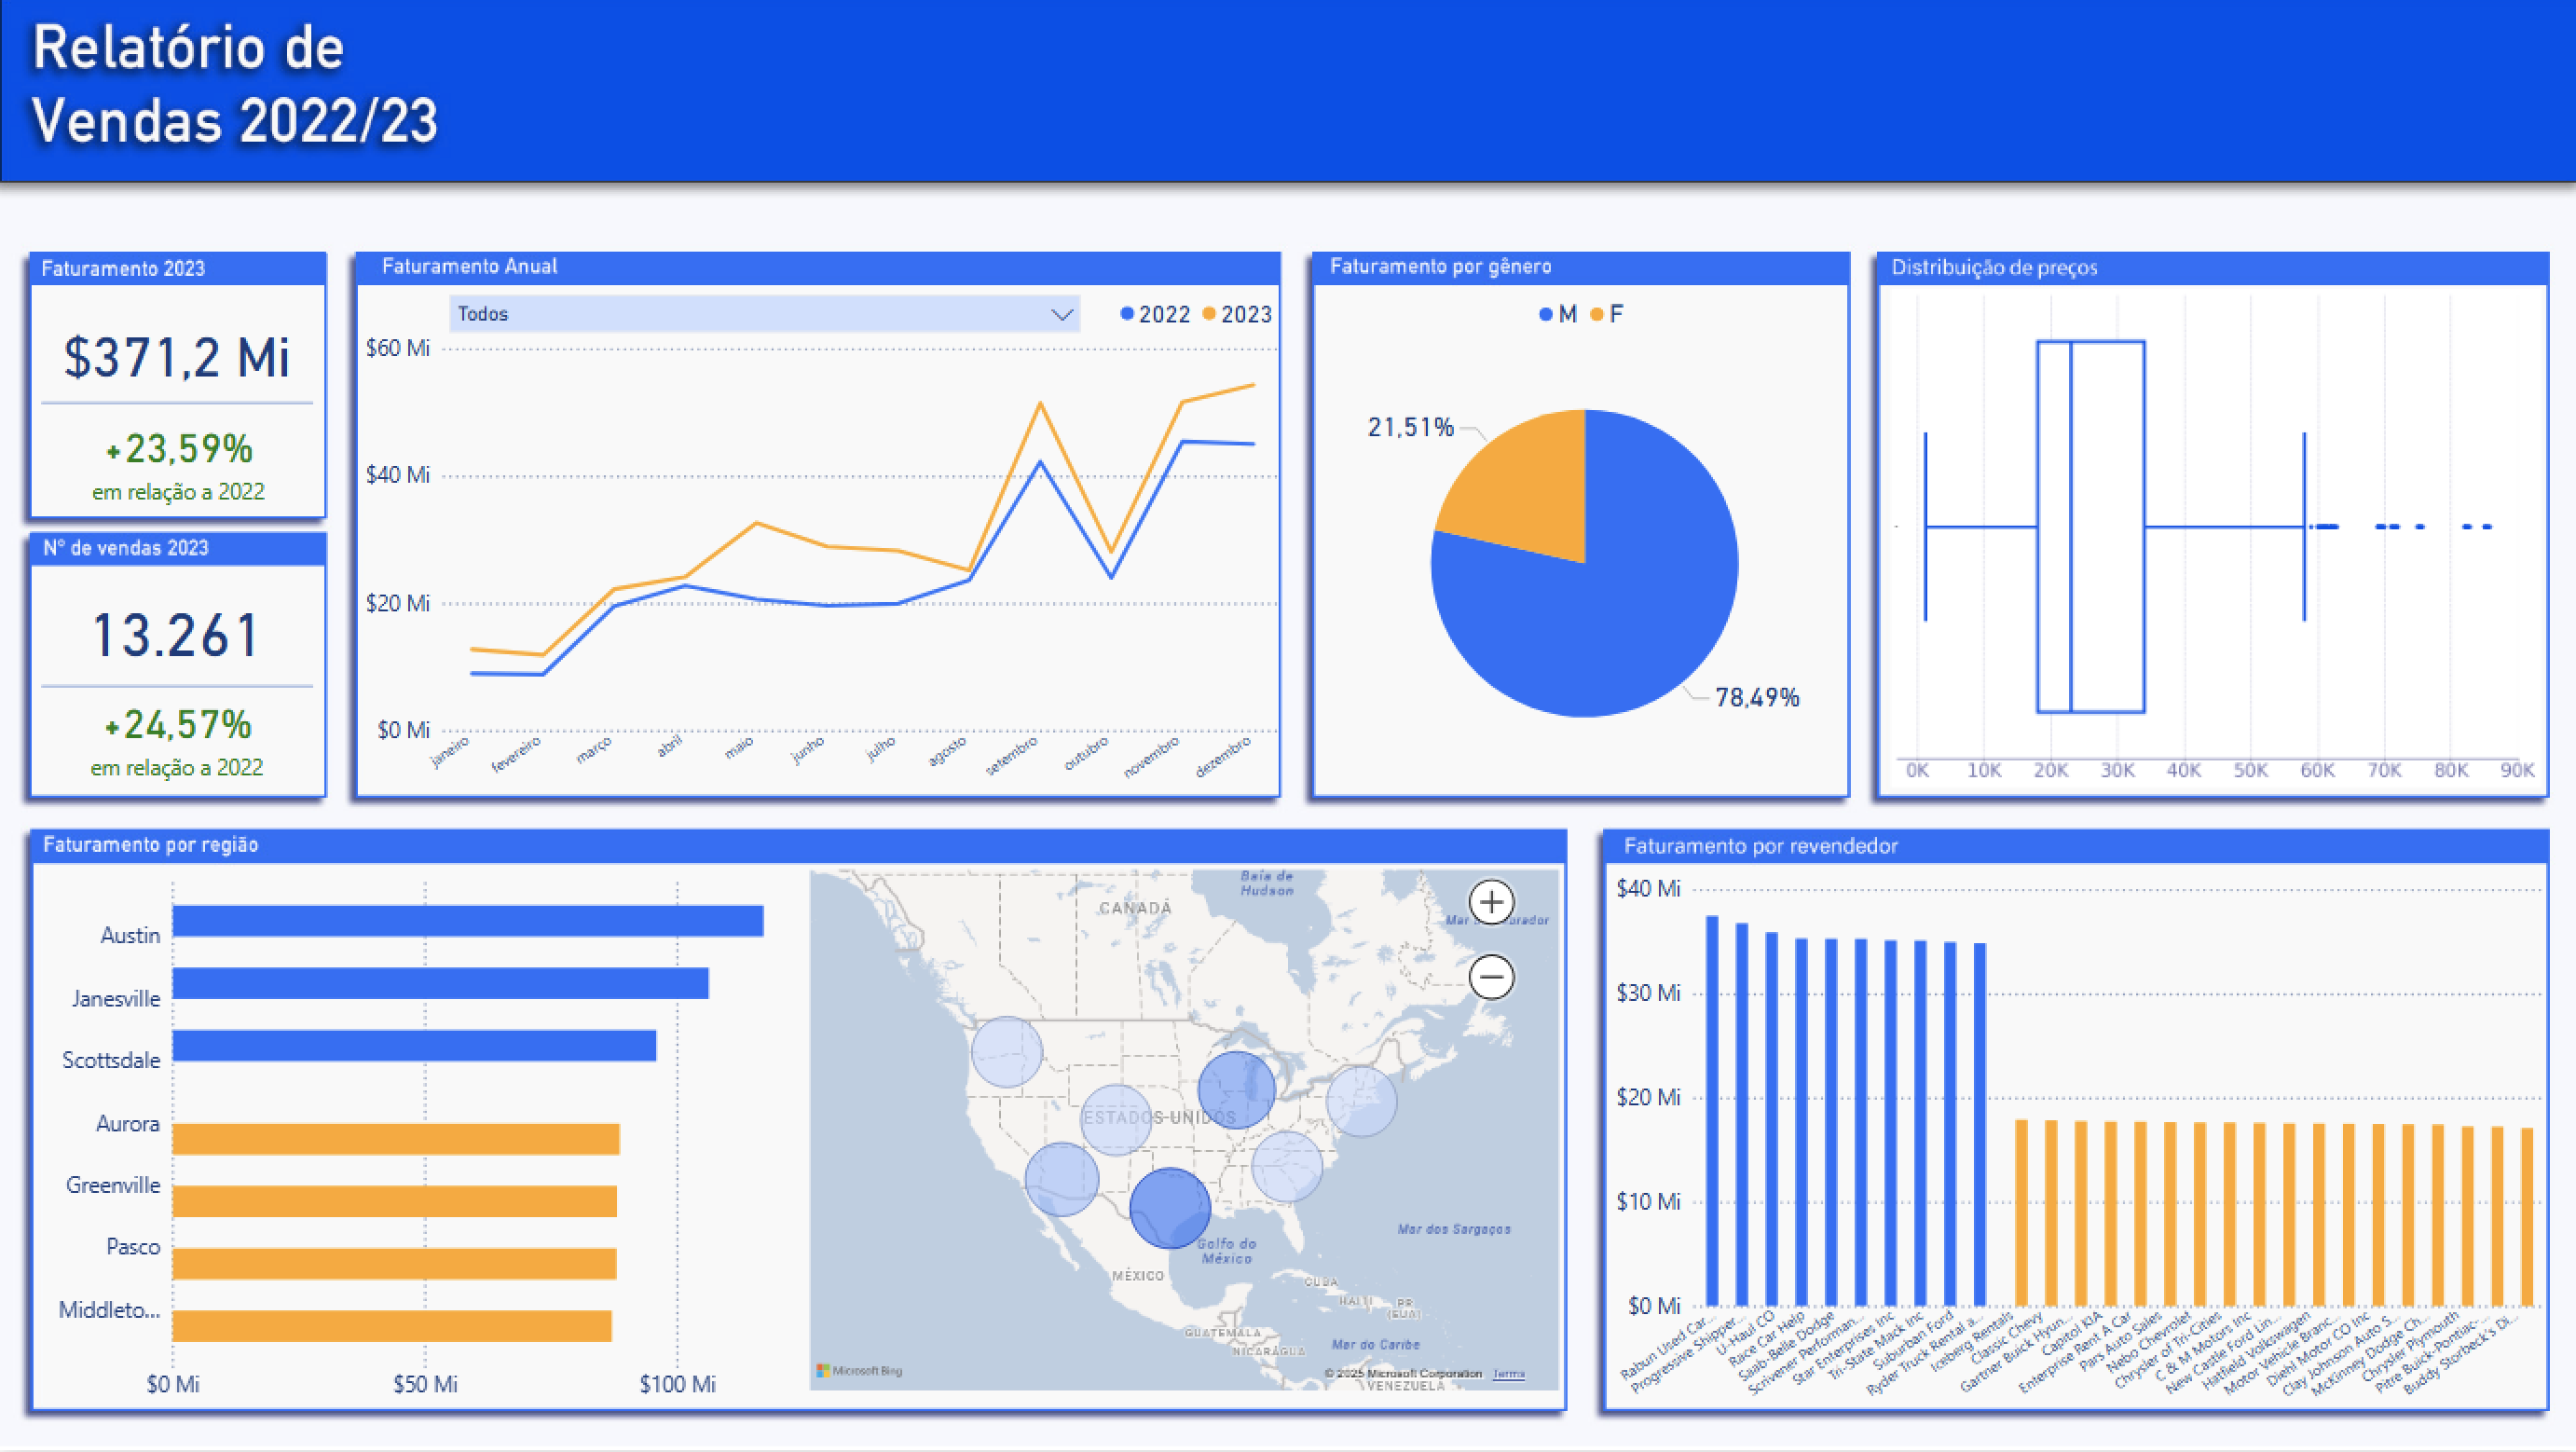 Relatório de
Vendas 2022/23
Faturamento 2023
$371,2 Mi
+23,59%
em relação a 2022
Nº de vendas 2023
13.261
+24,57%
em relação a 2022
Faturamento Anual
Todos
2022 2023
$60 Mi
$40 Mi
$20 Mi
$0 Mi
janeiro fevereiro março abril maio junho julho agosto setembro outubro novembro dezembro
Faturamento por gênero
M F
21,51%
78,49%
Distribuição de preços
0K 10K 20K 30K 40K 50K 60K 70K 80K 90K
Faturamento por região
Austin
Janesville
Scottsdale
Aurora
Greenville
Pasco
Middleto...
$0 Mi $50 Mi $100 Mi
Baía de
Hudson
CANADÁ
Mar
urador
ESTADOS UNIDOS
Mar dos Sargaços
Golfo do
México
MÉXICO
CUBA
HAITI
PR
(EUA)
GUATEMALA
Mar do Caribe
NICARÁGUA
Microsoft Bing
© 2025 Microsoft Corporation Terms
VENEZUELA
Faturamento por revendedor
$40 Mi
$30 Mi
$20 Mi
$10 Mi
$0 Mi
Rabun Used Car...
Progressive Shipper...
U-Haul CO
Race Car Help
Saab-Belle Dodge
Scrivener Performan...
Star Enterprises Inc
Tri-State Mack Inc
Suburban Ford
Ryder Truck Rental a...
Iceberg Rentals
Classic Chevy
Gartner Buick Hyun...
Capitol KIA
Enterprise Rent A Car
Pars Auto Sales
Nebo Chevrolet
Chrysler of Tri-Cities
C & M Motors Inc
New Castle Ford Lin...
Hatfield Volkswagen
Motor Vehicle Branc...
Diehl Motor CO Inc
Clay Johnson Auto S...
McKinney Dodge Ch...
Chrysler Plymouth
Pitre Buick-Pontiac-...
Buddy Storbeck's Di...